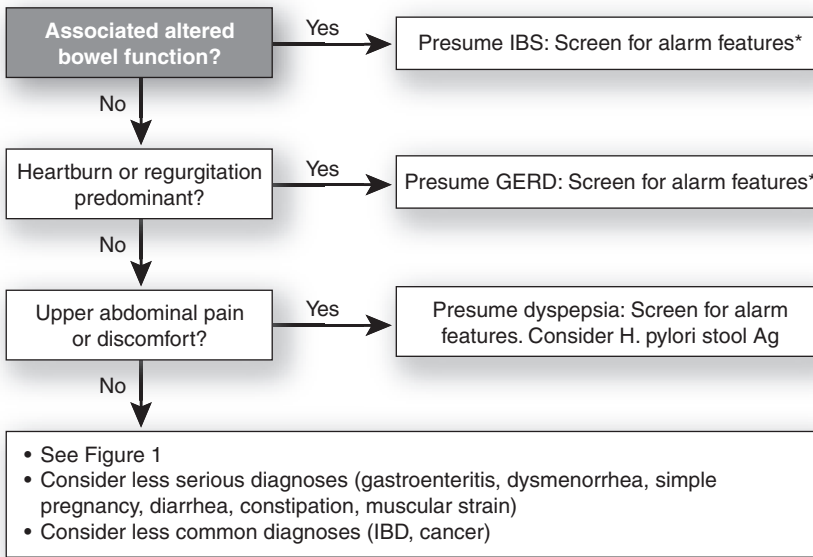 Associated altered
bowel function?
Yes
Presume IBS: Screen for alarm features*
No
Heartburn or regurgitation
predominant?
Yes
Presume GERD: Screen for alarm features*
No
Upper abdominal pain
or discomfort?
Yes
Presume dyspepsia: Screen for alarm
features. Consider H. pylori stool Ag
No
• See Figure 1
• Consider less serious diagnoses (gastroenteritis, dysmenorrhea, simple
pregnancy, diarrhea, constipation, muscular strain)
• Consider less common diagnoses (IBD, cancer)